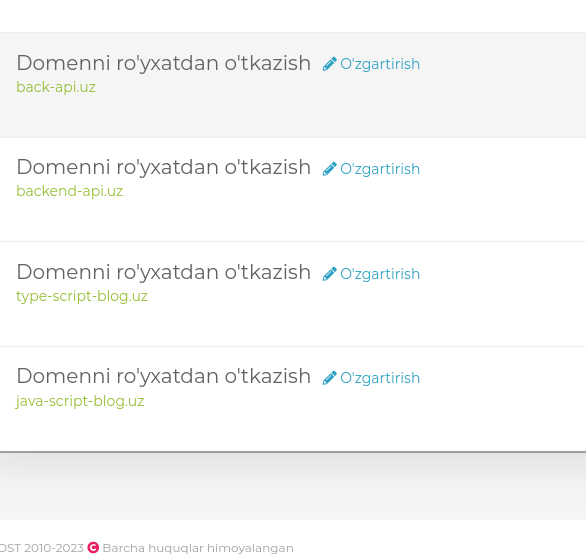 Domenni ro'yxatdan o'tkazish O'zgartirish
back-api.uz
Domenni ro'yxatdan o'tkazish O'zgartirish
backend-api.uz
Domenni ro'yxatdan o'tkazish O'zgartirish
type-script-blog.uz
Domenni ro'yxatdan o'tkazish O'zgartirish
java-script-blog.uz
OST 2010-2023 C Barcha huquqlar himoyalangan